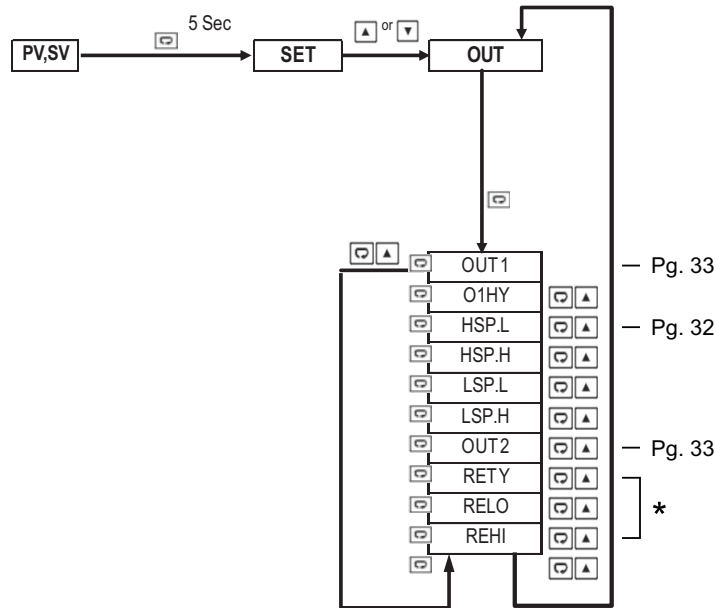 5 Sec
or
PV,SV
SET
OUT
OUT1
— Pg. 33
O1HY
HSP.L
— Pg. 32
HSP.H
LSP.L
LSP.H
OUT2
— Pg. 33
RETY
RELO
*
REHI